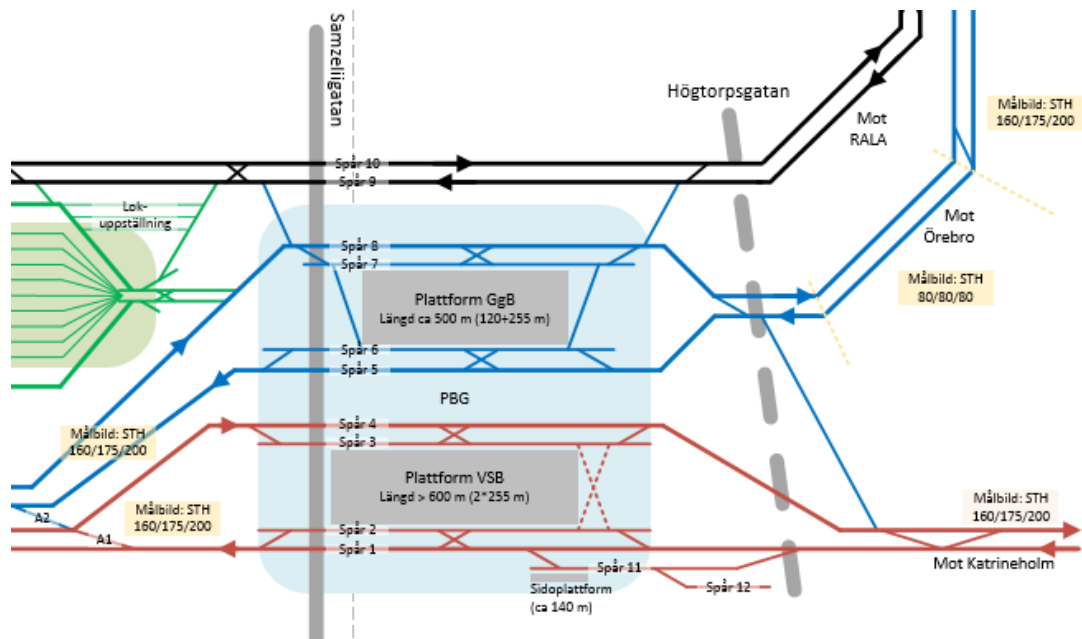 Samzeliigatan
Högtorpsgatan
Målbild: STH
160/175/200
Mot
RALA
Spår 10
Spår 9
Lok-
uppställning
Mot
Örebro
Spår 8
Spår 7
Målbild: STH
80/80/80
Plattform GgB
Längd ca 500 m (120+255 m)
Spår 6
Spår 5
PBG
Målbild: STH
160/175/200
Spår 4
Spår 3
Plattform VSB
Längd > 600 m (2*255 m)
Målbild: STH
160/175/200
Målbild: STH
160/175/200
A2
A1
Spår 2
Spår 1
Mot Katrineholm
Spår 11
Spår 12
Sidoplattform
(ca 140 m)